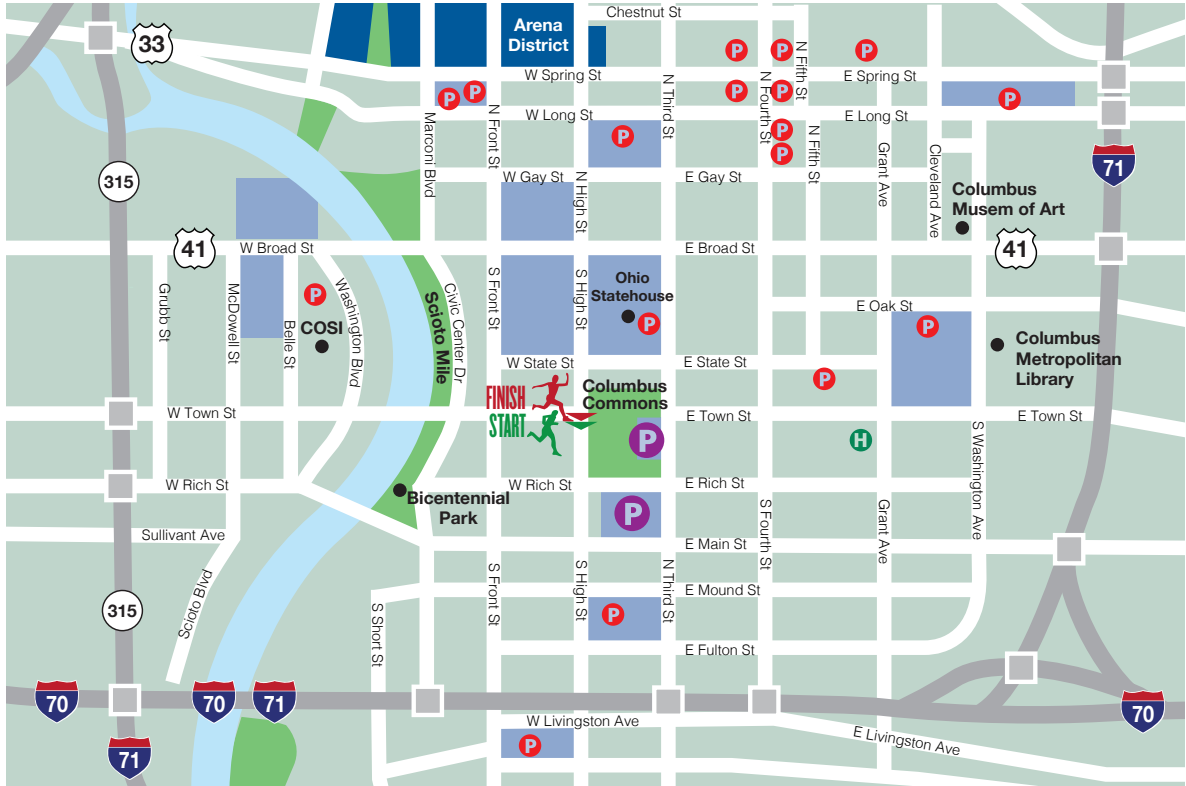 Chestnut St
Arena
District
33
P
P
P
N Fifth St
W Spring St
E Spring St
P
P
P
P
P
N Front St
N Third St
N Fourth St
W Long St
E Long St
Marconi Blvd
P
P
P
N Fifth St
Grant Ave
Cleveland Ave
71
315
W Gay St
N High St
E Gay St
Columbus
Musem of Art
41
W Broad St
E Broad St
41
Grubb St
McDowell St
Belle St
P
COSI
Washington Blvd
Scioto Mile
Civic Center Dr
S Front St
S High St
Ohio
Statehouse
P
E Oak St
P
Columbus
Metropolitan
Library
W State St
E State St
P
FINISH
START
Columbus
Commons
W Town St
E Town St
E Town St
P
H
S Washington Ave
W Rich St
W Rich St
E Rich St
Bicentennial
Park
P
S Fourth St
Grant Ave
Sullivant Ave
E Main St
Scioto Blvd
S Short St
S Front St
S High St
N Third St
E Mound St
315
P
E Fulton St
70
70
71
70
W Livingston Ave
P
E Livingston Ave
71